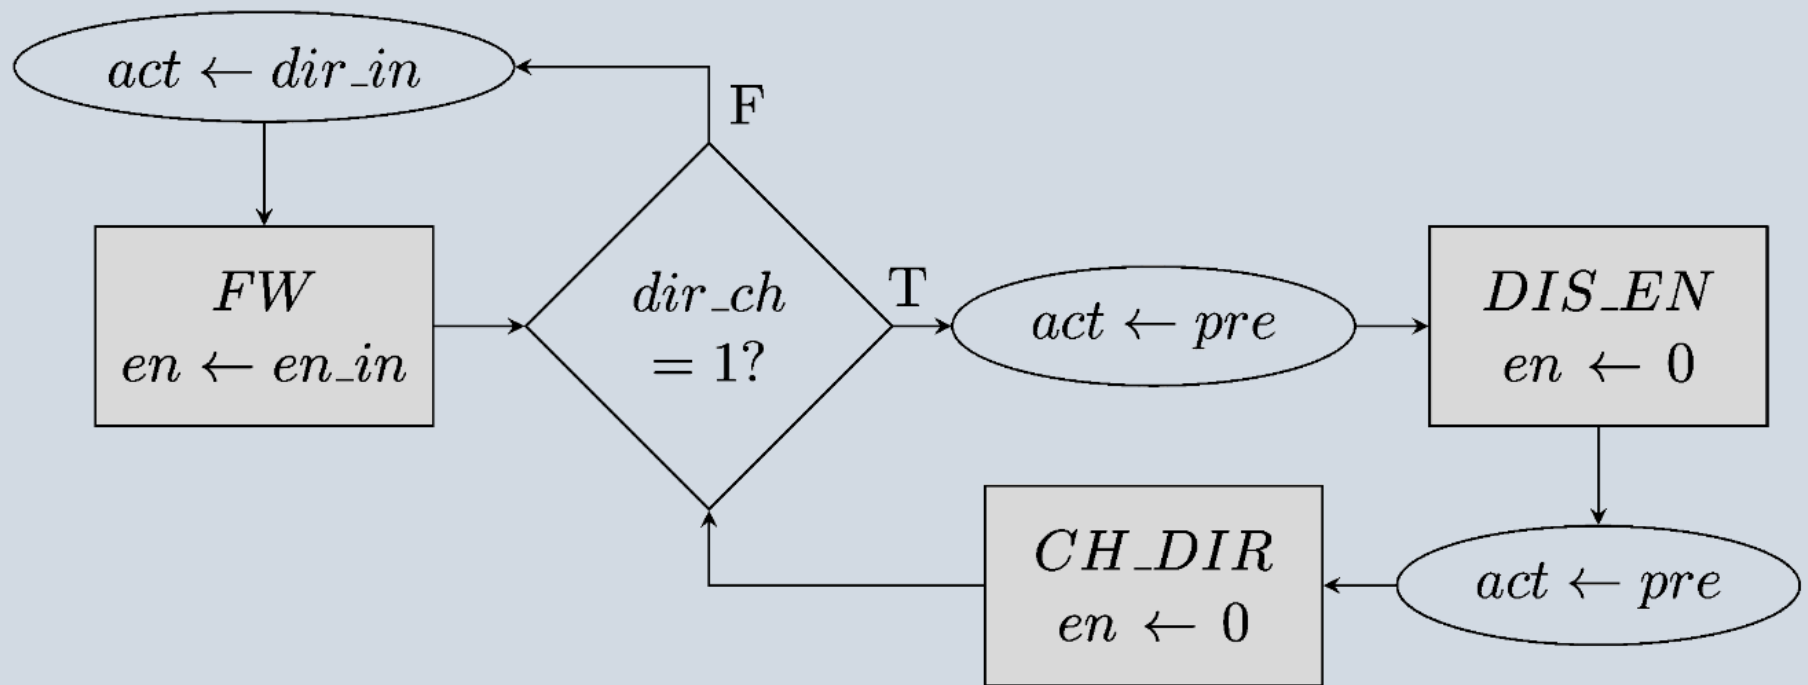 act ← dir_in
F
FW
en ← en_in
dir_ch
= 1?
T
act ← pre
DIS_EN
en ← 0
CH_DIR
en ← 0
act ← pre